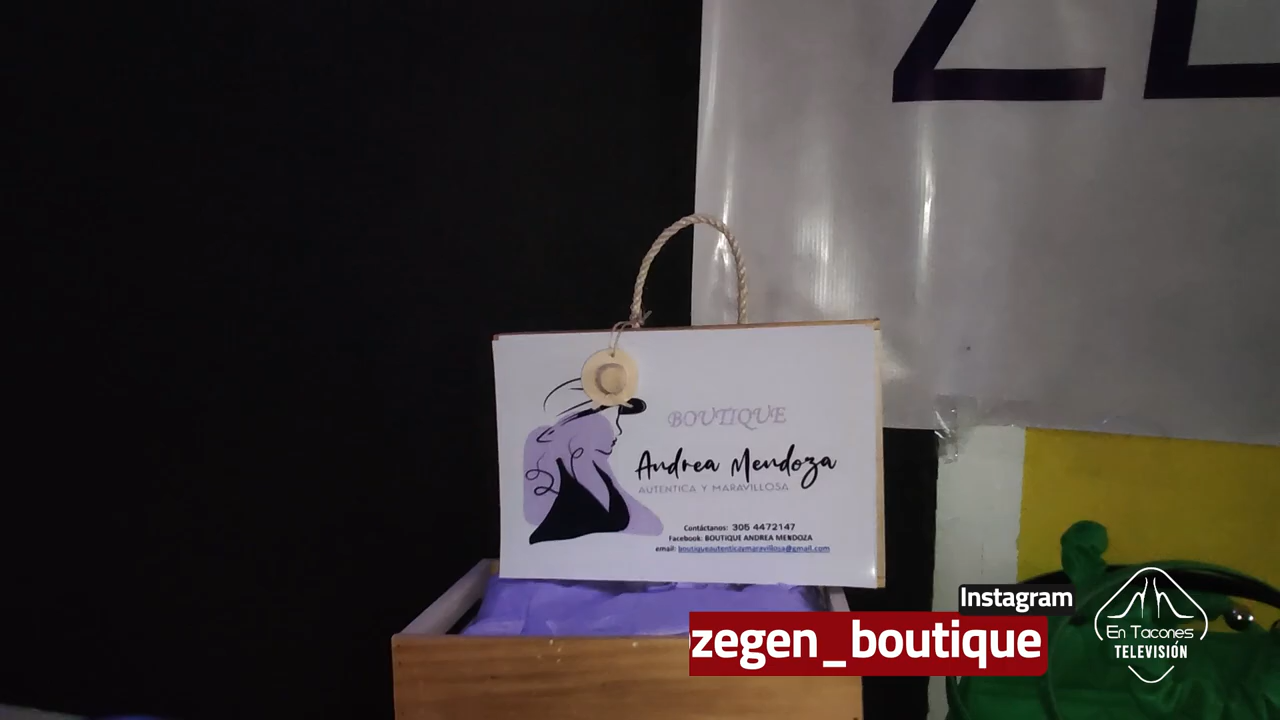 ZE
BOUTIQUE
Andrea Mendoza
AUTENTICA Y MARAVILLOSA
Contáctanos: 305 4472147
Facebook: BOUTIQUE ANDREA MENDOZA
email: boutiqueautenticaymaravillosa@gmail.com
Instagram
zegen_boutique
En Tacones
TELEVISIÓN